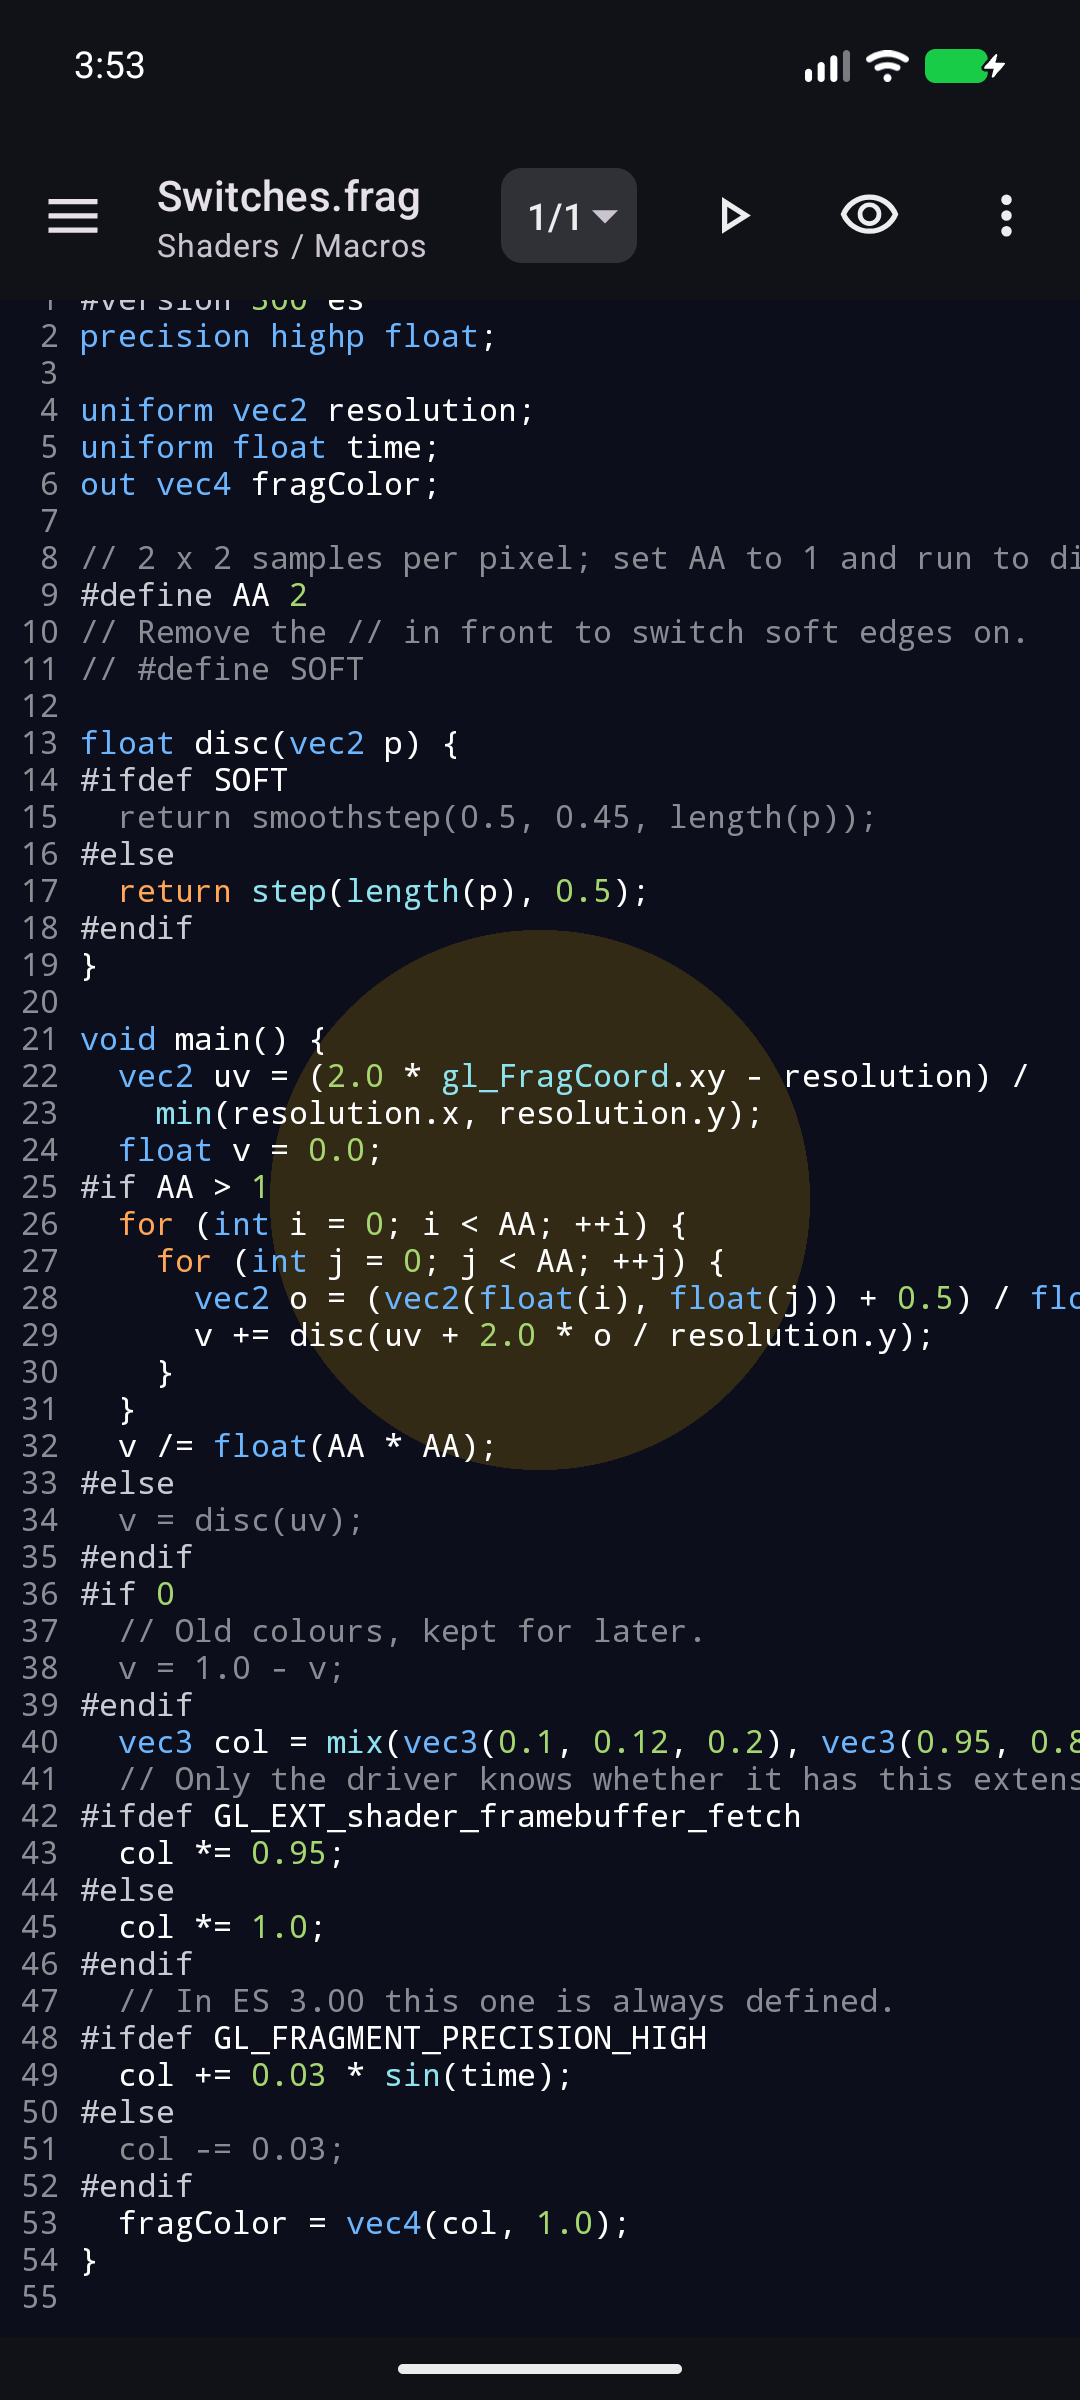 3:53
Switches.frag
Shaders / Macros
1/1
1 #version 300 es
2 precision highp float;
3
4 uniform vec2 resolution;
5 uniform float time;
6 out vec4 fragColor;
7
8 // 2 x 2 samples per pixel; set AA to 1 and run to di
9 #define AA 2
10 // Remove the // in front to switch soft edges on.
11 // #define SOFT
12
13 float disc(vec2 p) {
14 #ifdef SOFT
15   return smoothstep(0.5, 0.45, length(p));
16 #else
17   return step(length(p), 0.5);
18 #endif
19 }
20
21 void main() {
22   vec2 uv = (2.0 * gl_FragCoord.xy - resolution) /
23     min(resolution.x, resolution.y);
24   float v = 0.0;
25 #if AA > 1
26   for (int i = 0; i < AA; ++i) {
27     for (int j = 0; j < AA; ++j) {
28       vec2 o = (vec2(float(i), float(j)) + 0.5) / flo
29       v += disc(uv + 2.0 * o / resolution.y);
30     }
31   }
32   v /= float(AA * AA);
33 #else
34   v = disc(uv);
35 #endif
36 #if 0
37   // Old colours, kept for later.
38   v = 1.0 - v;
39 #endif
40   vec3 col = mix(vec3(0.1, 0.12, 0.2), vec3(0.95, 0.8
41   // Only the driver knows whether it has this extens
42 #ifdef GL_EXT_shader_framebuffer_fetch
43   col *= 0.95;
44 #else
45   col *= 1.0;
46 #endif
47   // In ES 3.00 this one is always defined.
48 #ifdef GL_FRAGMENT_PRECISION_HIGH
49   col += 0.03 * sin(time);
50 #else
51   col -= 0.03;
52 #endif
53   fragColor = vec4(col, 1.0);
54 }
55